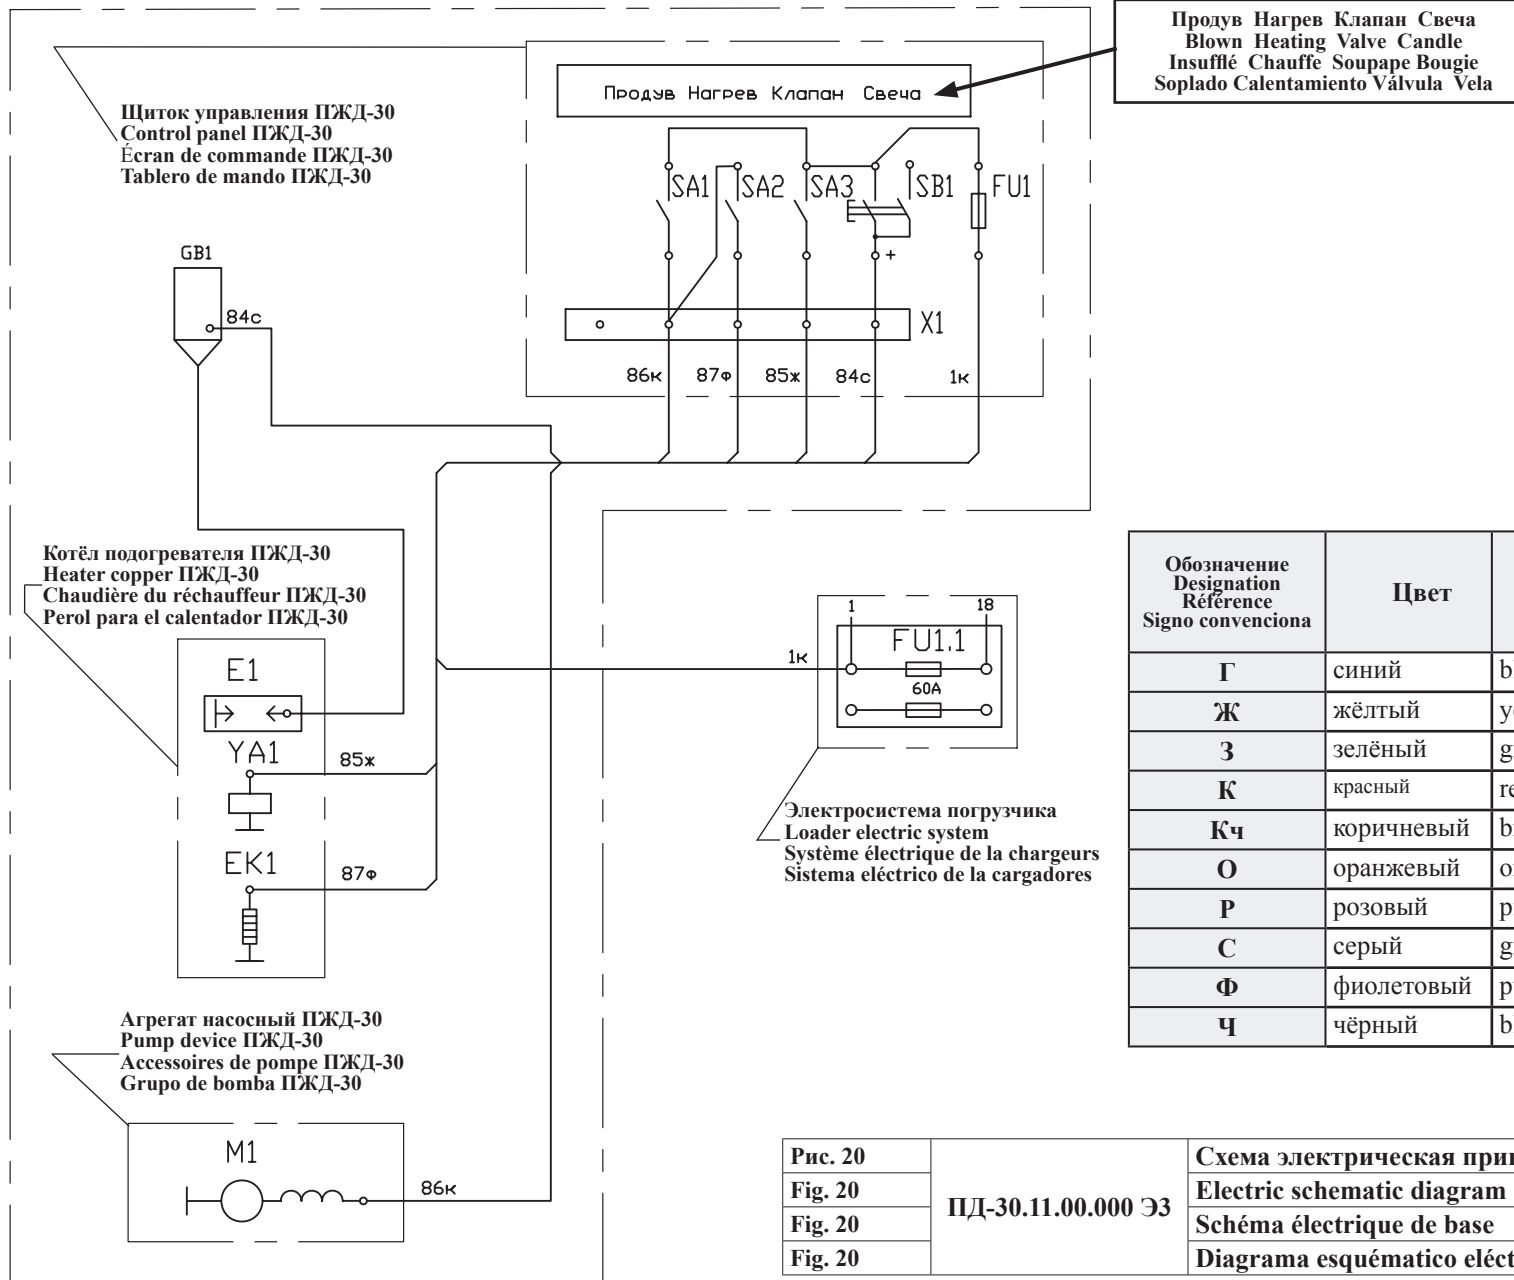 Продув Нагрев Клапан Свеча
Blown Heating Valve Candle
Insufflé Chauffe Soupape Bougie
Soplado Calentamiento Válvula Vela
Продув Нагрев Клапан Свеча
Щиток управления ПЖД-30
Control panel ПЖД-30
Écran de commande ПЖД-30
Tablero de mando ПЖД-30
SA1 SA2 SA3 SB1 FU1
+
GB1
84с
X1
86к 87ф 85ж 84с 1к
Котёл подогревателя ПЖД-30
Heater copper ПЖД-30
Chaudière du réchauffeur ПЖД-30
Perol para el calentador ПЖД-30
E1
YA1
85ж
EK1
87ф
1 18
FU1.1
1к
60А
Электросистема погрузчика
Loader electric system
Système électrique de la chargeurs
Sistema eléctrico de la cargadores
Агрегат насосный ПЖД-30
Pump device ПЖД-30
Accessoires de pompe ПЖД-30
Grupo de bomba ПЖД-30
M1
86к
Обозначение
Designation
Référence
Signo convenciona
Цвет
Г синий
Ж жёлтый
З зелёный
К красный
Кч коричневый
О оранжевый
Р розовый
С серый
Ф фиолетовый
Ч чёрный
Рис. 20
Fig. 20
Fig. 20
Fig. 20
ПД-30.11.00.000 ЭЗ
Схема электрическая
Electric schematic diagram
Schéma électrique de base
Diagrama esquématico